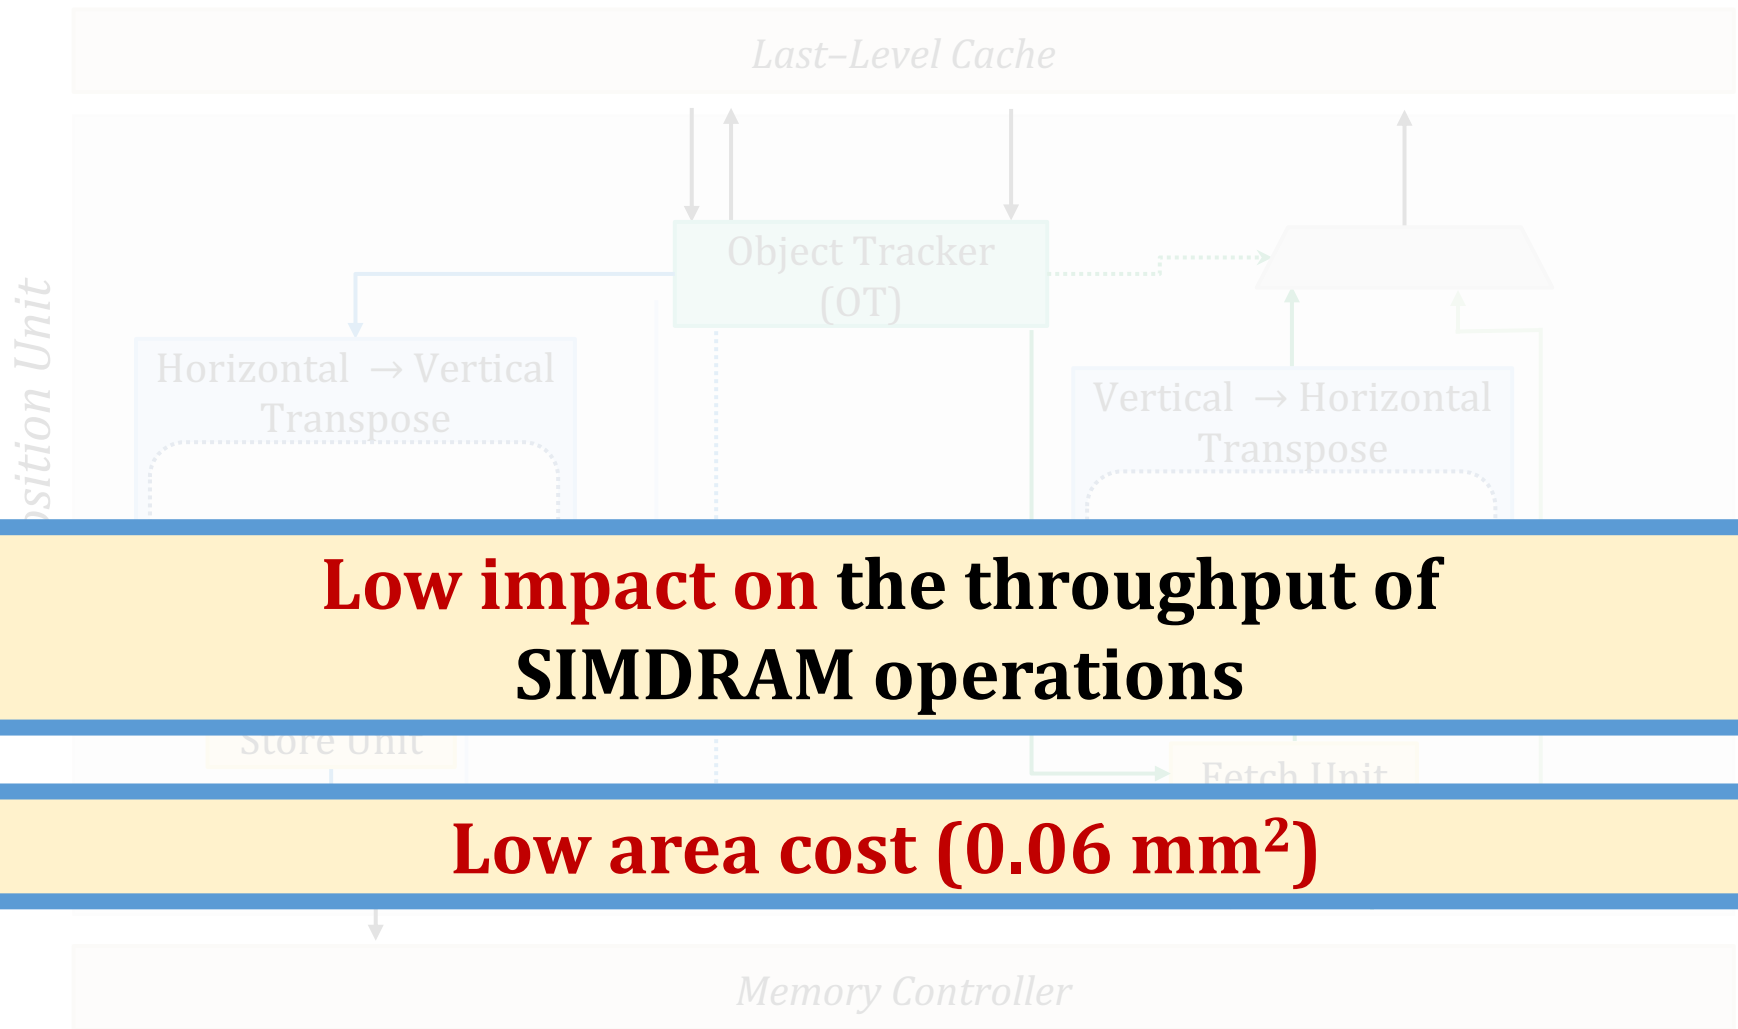 Last–Level Cache
Object Tracker
(OT)
Horizontal → Vertical
Transpose
Vertical → Horizontal
Transpose
Unit
Low impact on the throughput of
SIMDRAM operations
Store Unit
Fetch Unit
Low area cost (0.06 mm²)
Memory Controller